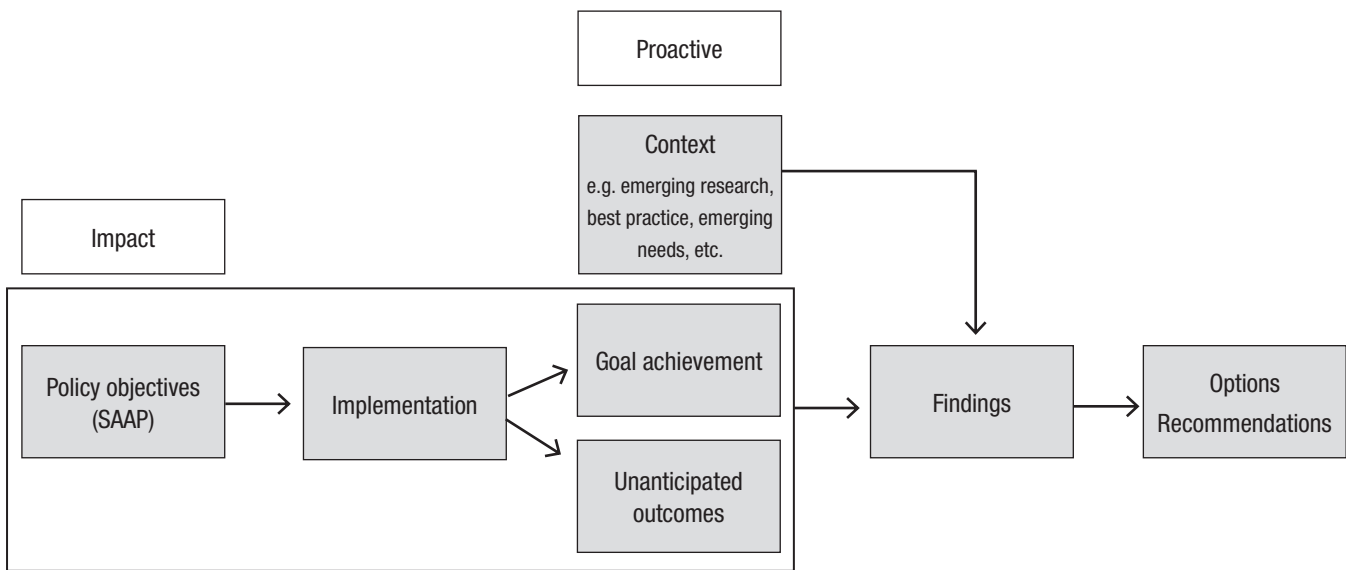 Proactive
Context
e.g. emerging research,
best practice, emerging
needs, etc.
Impact
Policy objectives
(SAAP)
Implementation
Goal achievement
Unanticipated
outcomes
Findings
Options
Recommendations